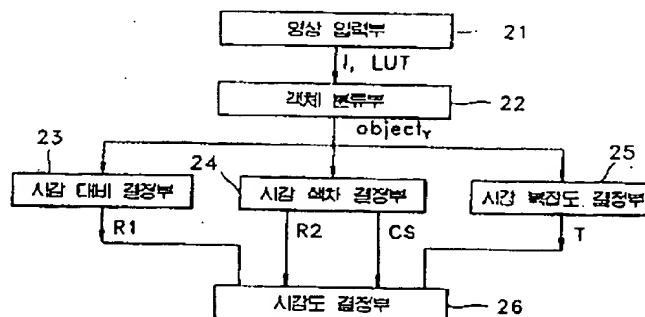 영상 입력부
21
I, LUT
객체 분류부
22
objectY
23
시감 대비 결정부
24
시감 색차 결정부
25
시감 복잡도 결정부
R1
R2
CS
T
시감도 결정부
26